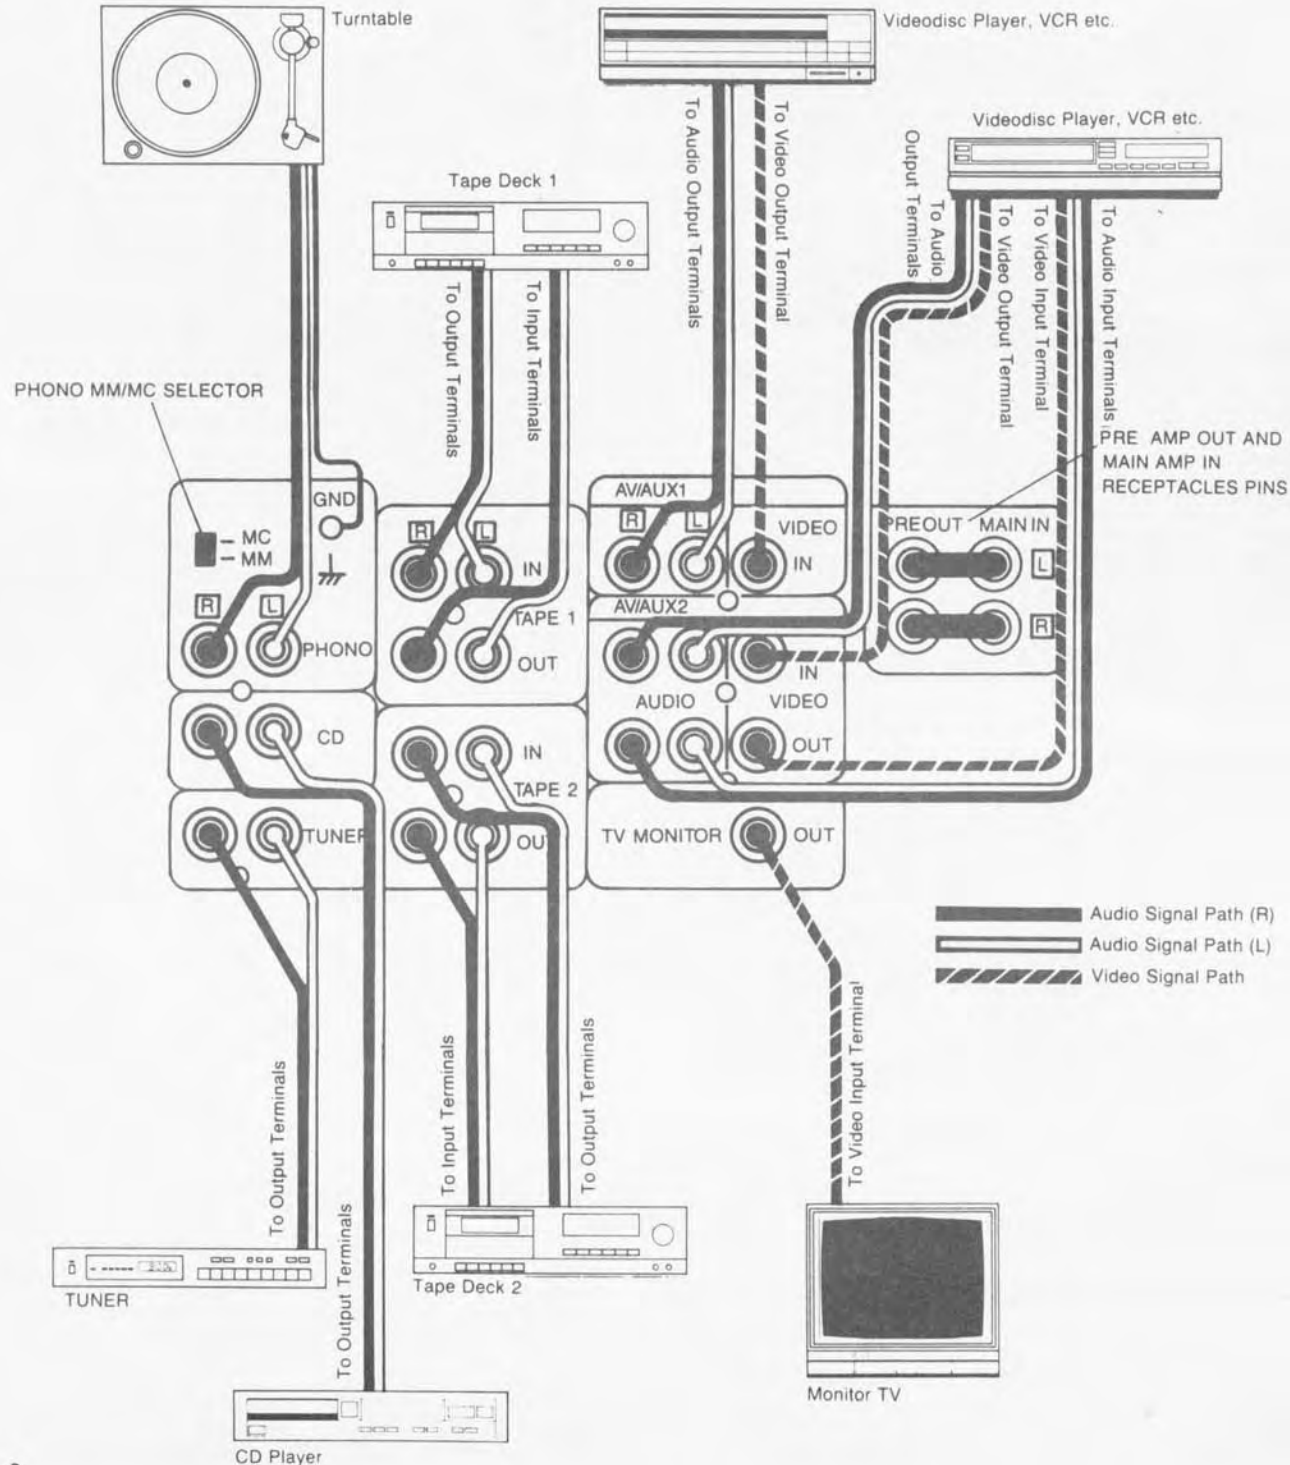 Turntable
Videodisc Player, VCR etc.
Videodisc Player, VCR etc.
Tape Deck 1
To Output Terminals
To Input Terminals
To Audio Output Terminals
To Video Output Terminal
To Audio
Output Terminals
To Video Output Terminal
To Video Input Terminal
To Audio Input Terminals
PHONO MM/MC SELECTOR
PRE AMP OUT AND
MAIN AMP IN
RECEPTACLES PINS
GND
MC
MM
R
L
PHONO
R
L
IN
TAPE 1
OUT
AV/AUX1
R
L
VIDEO
IN
AV/AUX2
IN
AUDIO
VIDEO
OUT
PREOUT
MAIN IN
L
R
CD
TUNER
IN
TAPE 2
OUT
TV MONITOR
OUT
Audio Signal Path (R)
Audio Signal Path (L)
Video Signal Path
To Output Terminals
To Output Terminals
To Input Terminals
To Output Terminals
To Video Input Terminal
TUNER
Tape Deck 2
Monitor TV
CD Player